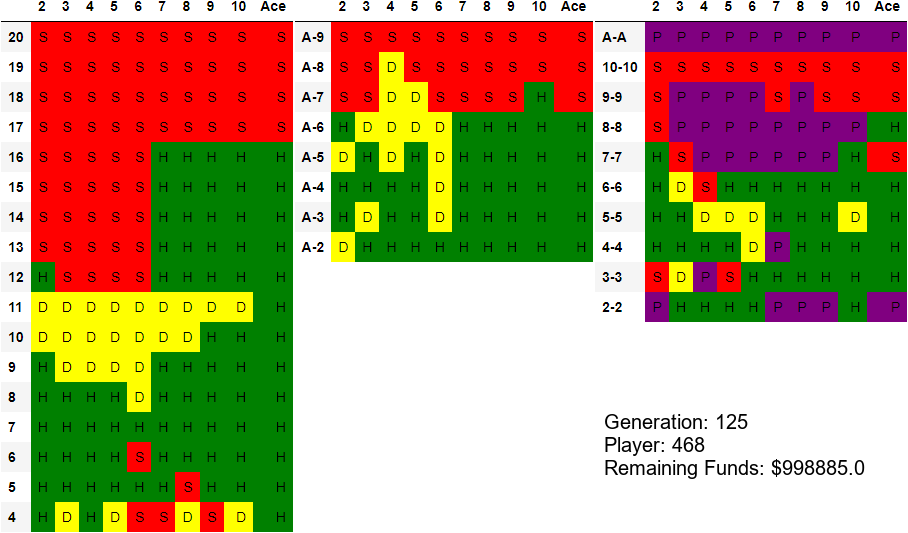 2 3 4 5 6 7 8 9 10 Ace
20 S S S S S S S S S S
19 S S S S S S S S S S
18 S S S S S S S S S S
17 S S S S S S S S S S
16 S S S S S H H H H H
15 S S S S S H H H H H
14 S S S S S H H H H H
13 S S S S S H H H H H
12 H S S S S H H H H H
11 D D D D D D D D D H
10 D D D D D D D H H H
9 H D D D D H H H H H
8 H H H H D H H H H H
7 H H H H H H H H H H
6 H H H H S H H H H H
5 H H H H H H S H H H
4 H D H D S S D S D H
2 3 4 5 6 7 8 9 10 Ace
A-9 S S S S S S S S S S
A-8 S S D S S S S S S S
A-7 S S D D S S S S H S
A-6 H D D D D H H H H H
A-5 D H D H D H H H H H
A-4 H H H H D H H H H H
A-3 H D H H D H H H H H
A-2 D H H H H H H H H H
2 3 4 5 6 7 8 9 10 Ace
A-A P P P P P P P P P P
10-10 S S S S S S S S S S
9-9 S P P P P S P S S S
8-8 S P P P P P P P P H
7-7 H S P P P P P P H S
6-6 H D S H H H H H H H
5-5 H H D D D H H H D H
4-4 H H H H D P H H H H
3-3 S D P S H H H H H H
2-2 P H H H H P P P H P
Generation: 125
Player: 468
Remaining Funds: $998885.0